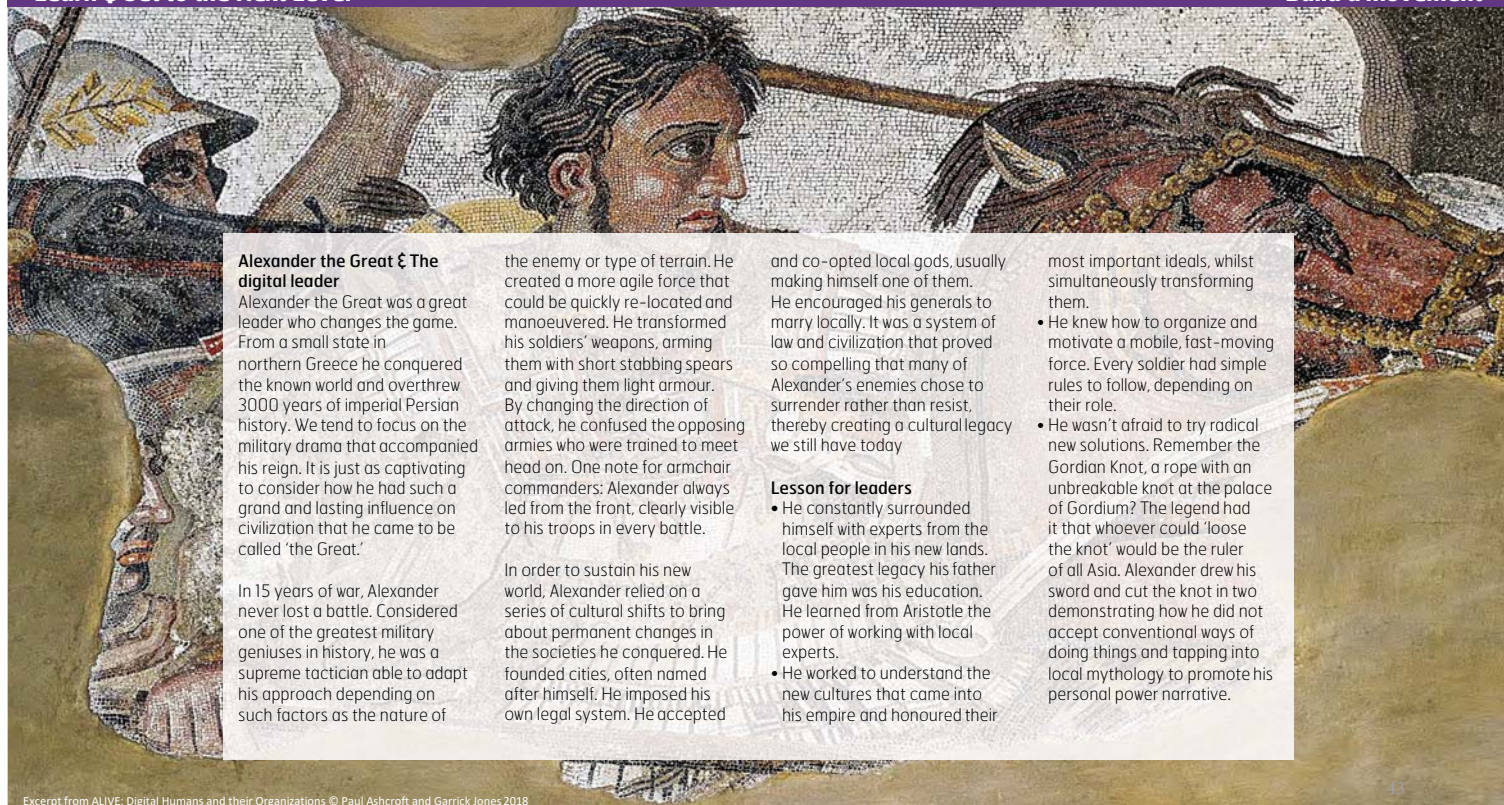 Build a Movement
Alexander the Great & The
digital leader
Alexander the Great was a great
leader who changes the game.
From a small state in
northern Greece he conquered
the known world and overthrew
3000 years of imperial Persian
history. We tend to focus on the
military drama that accompanied
his reign. It is just as captivating
to consider how he had such a
grand and lasting influence on
civilization that he came to be
called ‘the Great.’
In 15 years of war, Alexander
never lost a battle. Considered
one of the greatest military
geniuses in history, he was a
supreme tactician able to adapt
his approach depending on
such factors as the nature of
the enemy or type of terrain. He
created a more agile force that
could be quickly re-located and
manoeuvered. He transformed
his soldiers’ weapons, arming
them with short stabbing spears
and giving them light armour.
By changing the direction of
attack, he confused the opposing
armies who were trained to meet
head on. One note for armchair
commanders: Alexander always
led from the front, clearly visible
to his troops in every battle.
In order to sustain his new
world, Alexander relied on a
series of cultural shifts to bring
about permanent changes in
the societies he conquered. He
founded cities, often named
after himself. He imposed his
own legal system. He accepted
and co-opted local gods, usually
making himself one of them.
He encouraged his generals to
marry locally. It was a system of
law and civilization that proved
so compelling that many of
Alexander’s enemies chose to
surrender rather than resist,
thereby creating a cultural legacy
we still have today
Lesson for leaders
• He constantly surrounded
himself with experts from the
local people in his new lands.
The greatest legacy his father
gave him was his education.
He learned from Aristotle the
power of working with local
experts.
• He worked to understand the
new cultures that came into
his empire and honoured their
most important ideals, whilst
simultaneously transforming
them.
• He knew how to organize and
motivate a mobile, fast-moving
force. Every soldier had simple
rules to follow, depending on
their role.
• He wasn’t afraid to try radical
new solutions. Remember the
Gordian Knot, a rope with an
unbreakable knot at the palace
of Gordium? The legend had
it that whoever could ‘loose
the knot’ would be the ruler
of all Asia. Alexander drew his
sword and cut the knot in two
demonstrating how he did not
accept conventional ways of
doing things and tapping into
local mythology to promote his
personal power narrative.
Excerpt from ALIVE: Digital Humans and their Organizations © Paul Ashcroft and Garrick Jones 2018
43